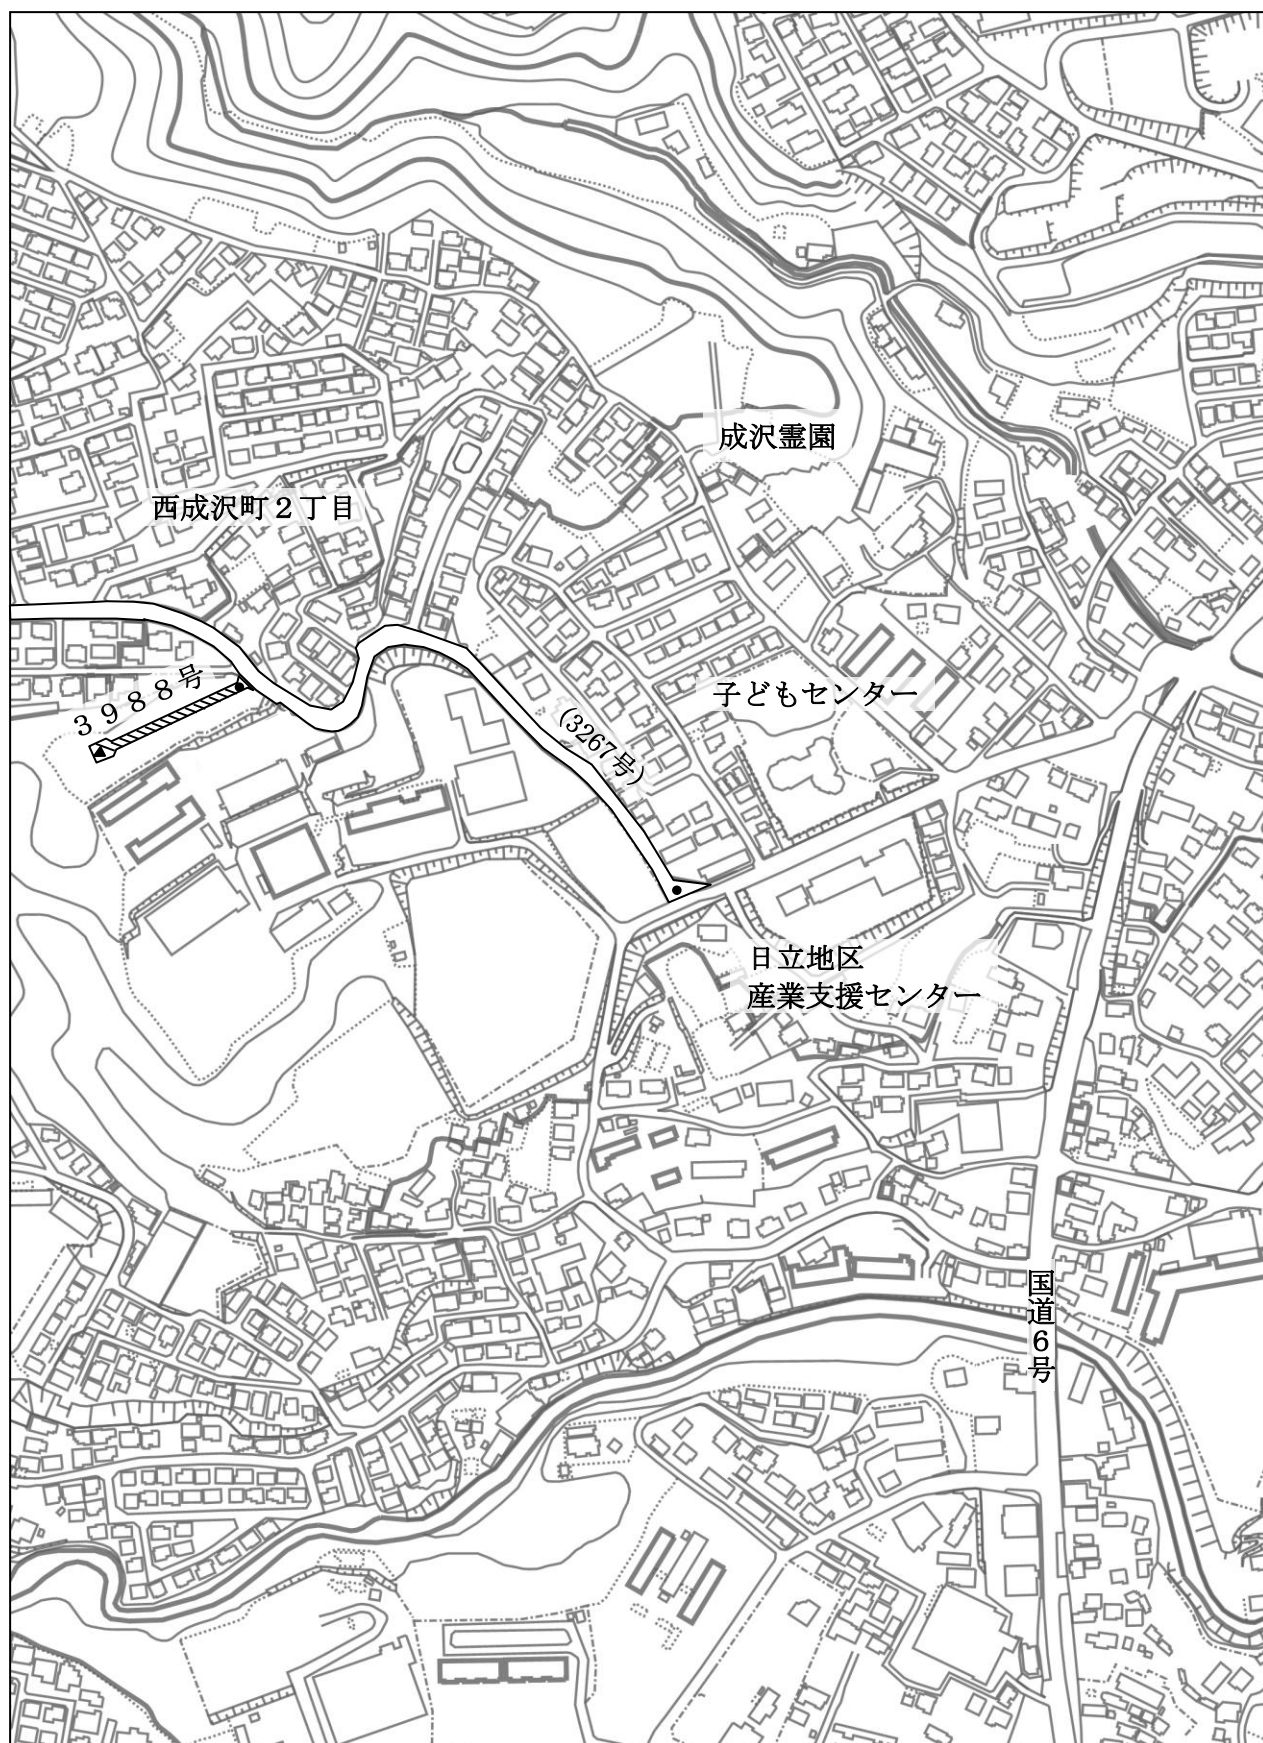 成沢霊園
西成沢町２丁目
３９８８号
子どもセンター
(3267号)
日立地区
産業支援センター
国道６号